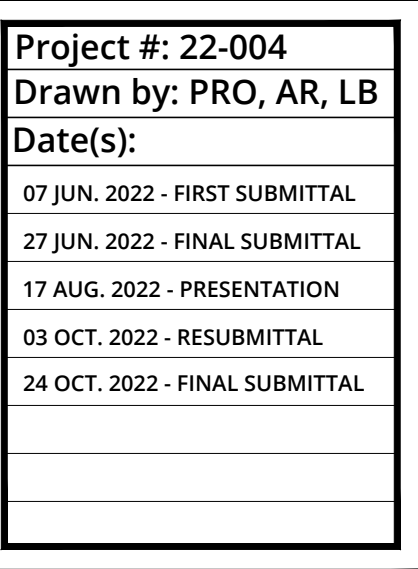 Project #: 22-004
Drawn by: PRO, AR, LB
Date(s):
07 JUN. 2022 - FIRST SUBMITTAL
27 JUN. 2022 - FINAL SUBMITTAL
17 AUG. 2022 - PRESENTATION
03 OCT. 2022 - RESUBMITTAL
24 OCT. 2022 - FINAL SUBMITTAL